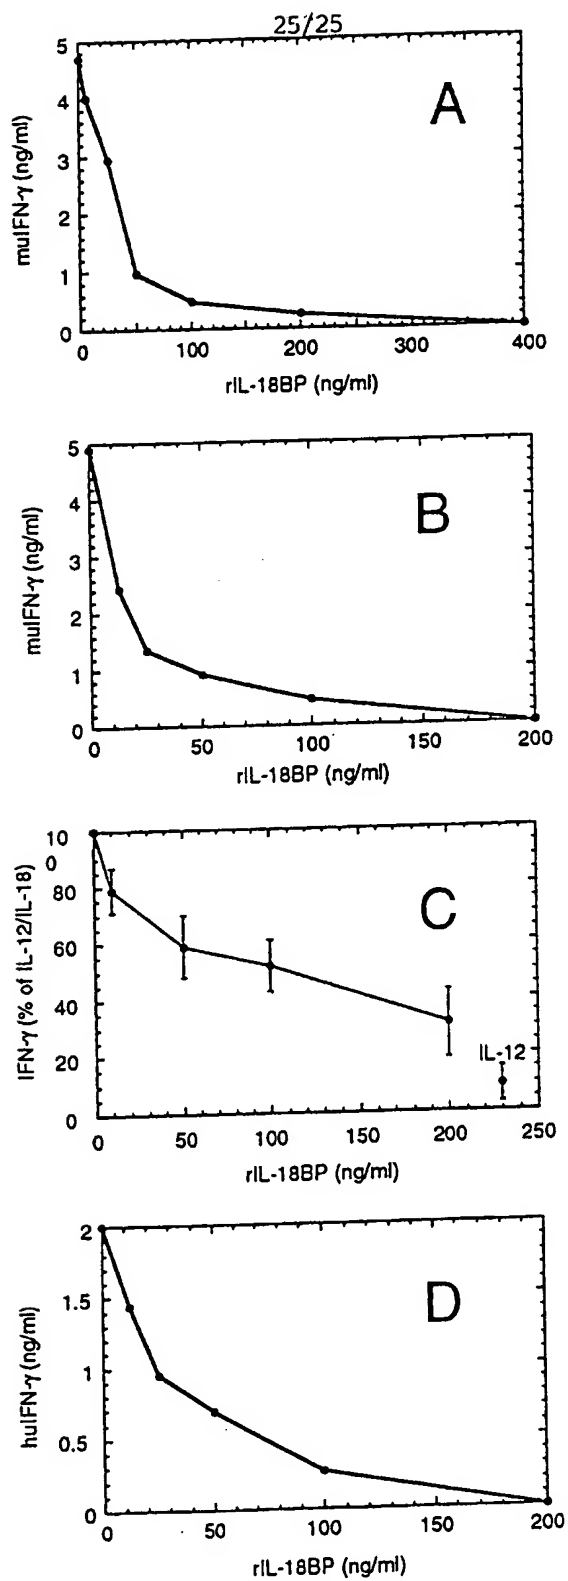 25/25
A
muIFN-γ (ng/ml)
5
4
3
2
1
0
0 100 200 300 400
rIL-18BP (ng/ml)
B
muIFN-γ (ng/ml)
5
4
3
2
1
0
0 50 100 150 200
rIL-18BP (ng/ml)
C
IFN-γ (% of IL-12/IL-18)
10
0
80
60
40
20
0
IL-12
0 50 100 150 200 250
rIL-18BP (ng/ml)
D
huIFN-γ (ng/ml)
2
1.5
1
0.5
0
0 50 100 150 200
rIL-18BP (ng/ml)